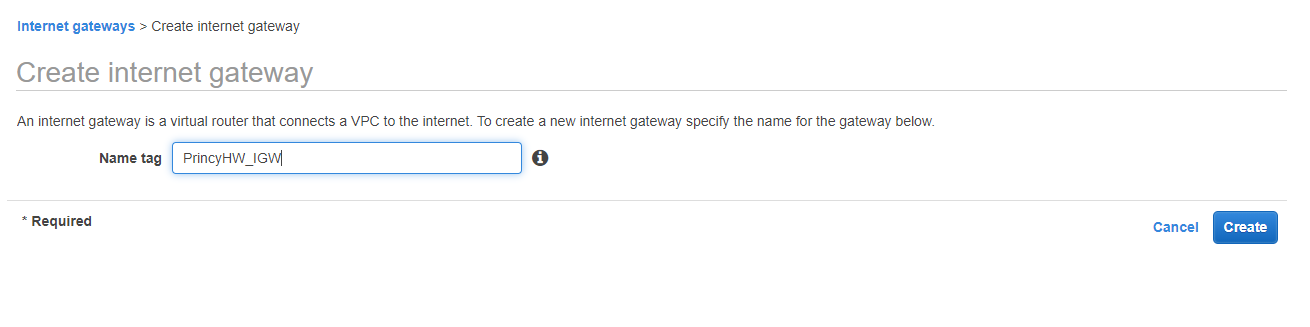 Internet gateways > Create internet gateway
Create internet gateway
An internet gateway is a virtual router that connects a VPC to the internet. To create a new internet gateway specify the name for the gateway below.
Name tag PrincyHW_IGW
* Required
Cancel Create